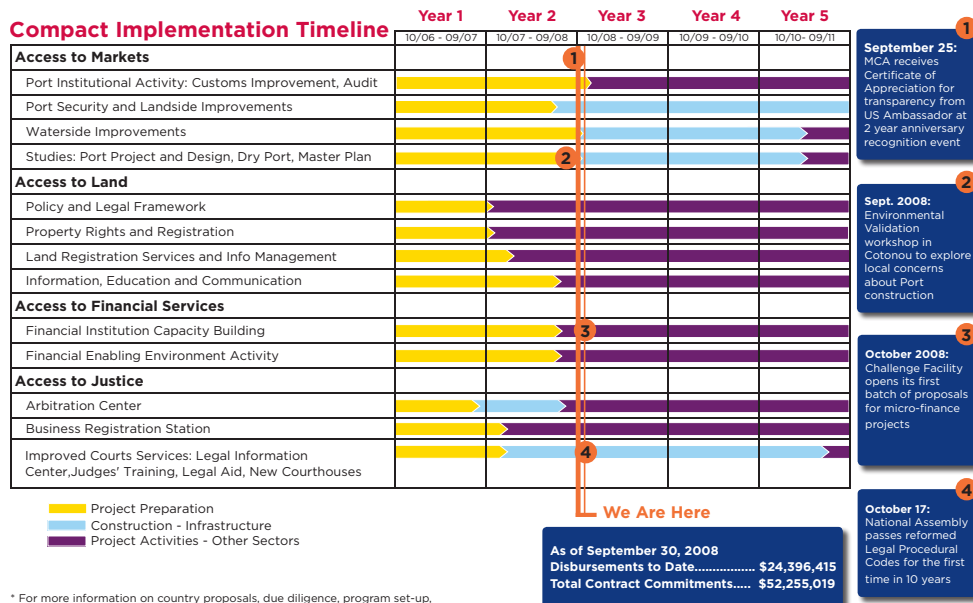 Compact Implementation Timeline
Year 1 Year 2 Year 3 Year 4 Year 5
10/06 - 09/07 10/07 - 09/08 10/08 - 09/09 10/09 - 09/10 10/10- 09/11
Access to Markets
1
Port Institutional Activity: Customs Improvement, Audit
Port Security and Landside Improvements
Waterside Improvements
Studies: Port Project and Design, Dry Port, Master Plan
2
Access to Land
Policy and Legal Framework
Property Rights and Registration
Land Registration Services and Info Management
Information, Education and Communication
Access to Financial Services
Financial Institution Capacity Building
3
Financial Enabling Environment Activity
Access to Justice
Arbitration Center
Business Registration Station
Improved Courts Services: Legal Information
Center,Judges' Training, Legal Aid, New Courthouses
4
Project Preparation
Construction - Infrastructure
Project Activities - Other Sectors
We Are Here
As of September 30, 2008
Disbursements to Date................. $24,396,415
Total Contract Commitments..... $52,255,019
* For more information on country proposals, due diligence, program set-up,
1
September 25:
MCA receives
Certificate of
Appreciation for
transparency from
US Ambassador at
2 year anniversary
recognition event
2
Sept. 2008:
Environmental
Validation
workshop in
Cotonou to explore
local concerns
about Port
construction
3
October 2008:
Challenge Facility
opens its first
batch of proposals
for micro-finance
projects
4
October 17:
National Assembly
passes reformed
Legal Procedural
Codes for the first
time in 10 years